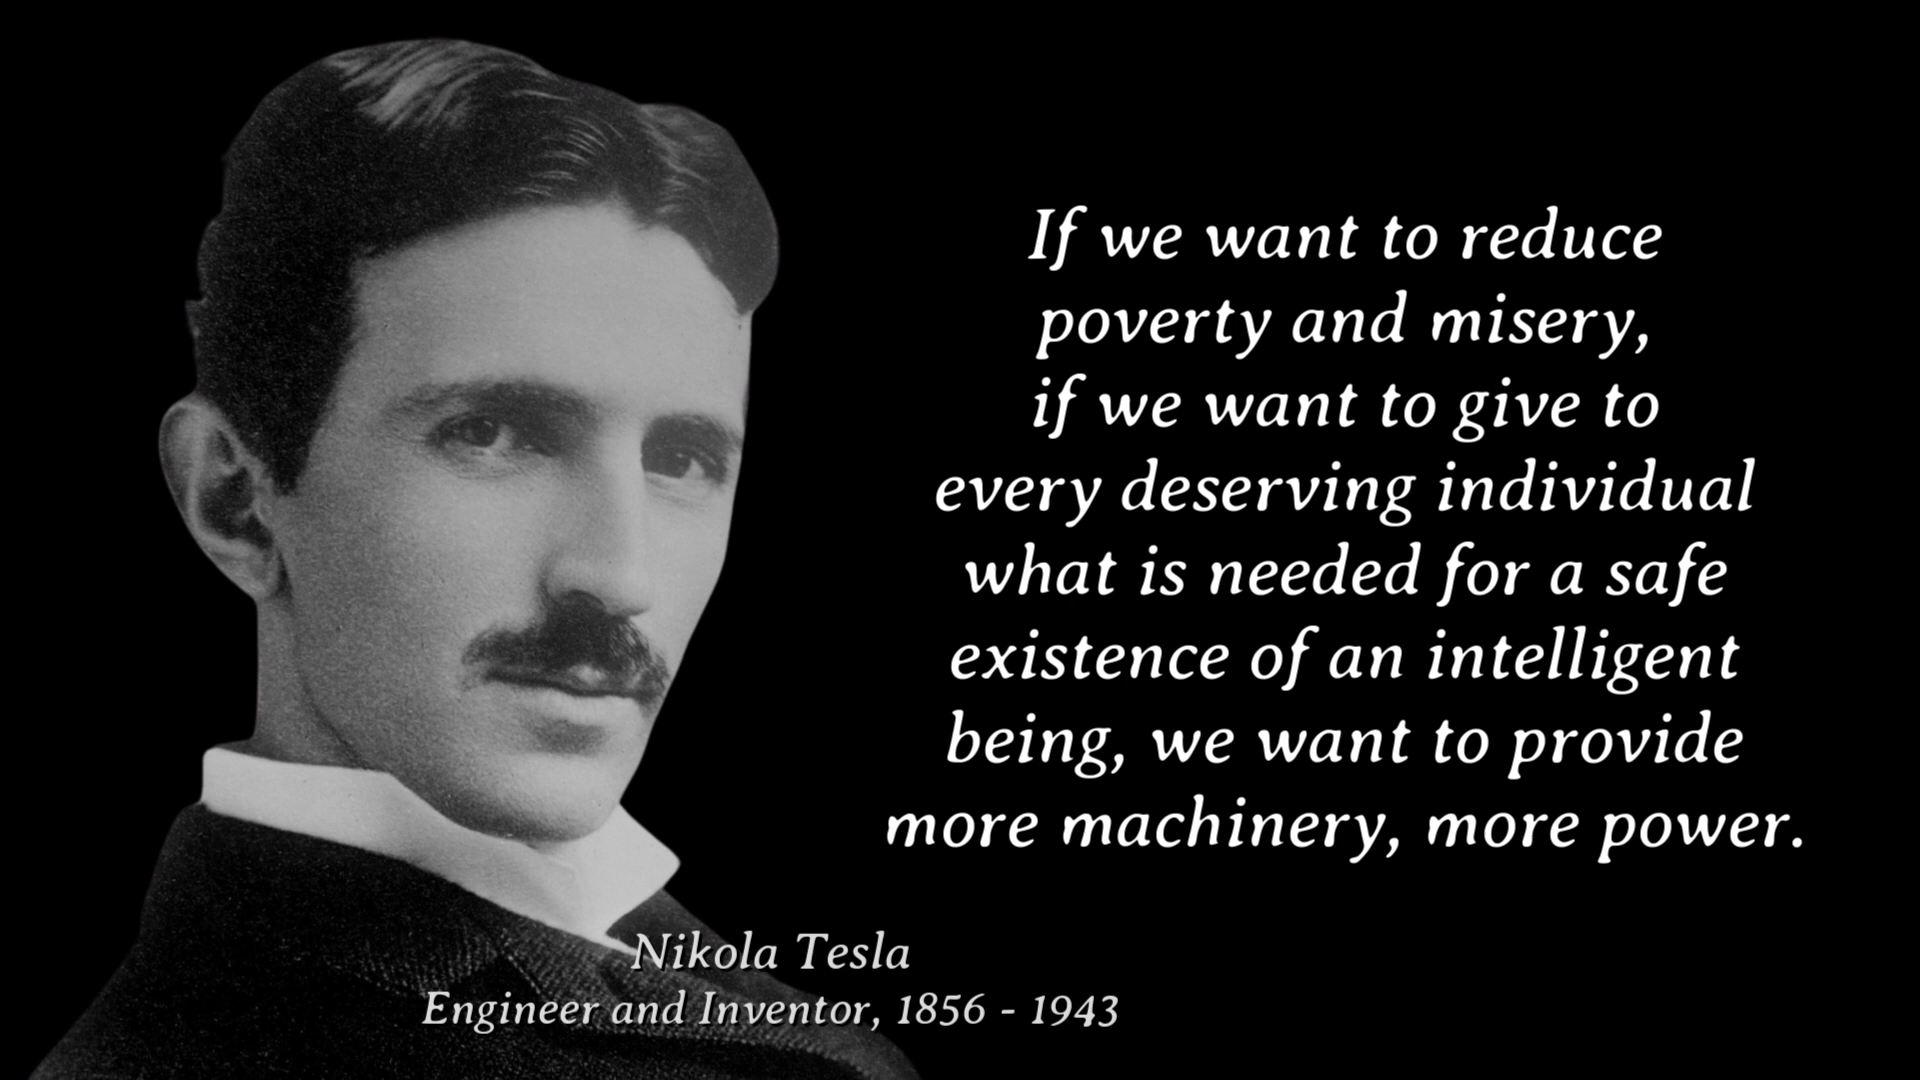 If we want to reduce
poverty and misery,
if we want to give to
every deserving individual
what is needed for a safe
existence of an intelligent
being, we want to provide
more machinery, more power.
Nikola Tesla
Engineer and Inventor, 1856 - 1943